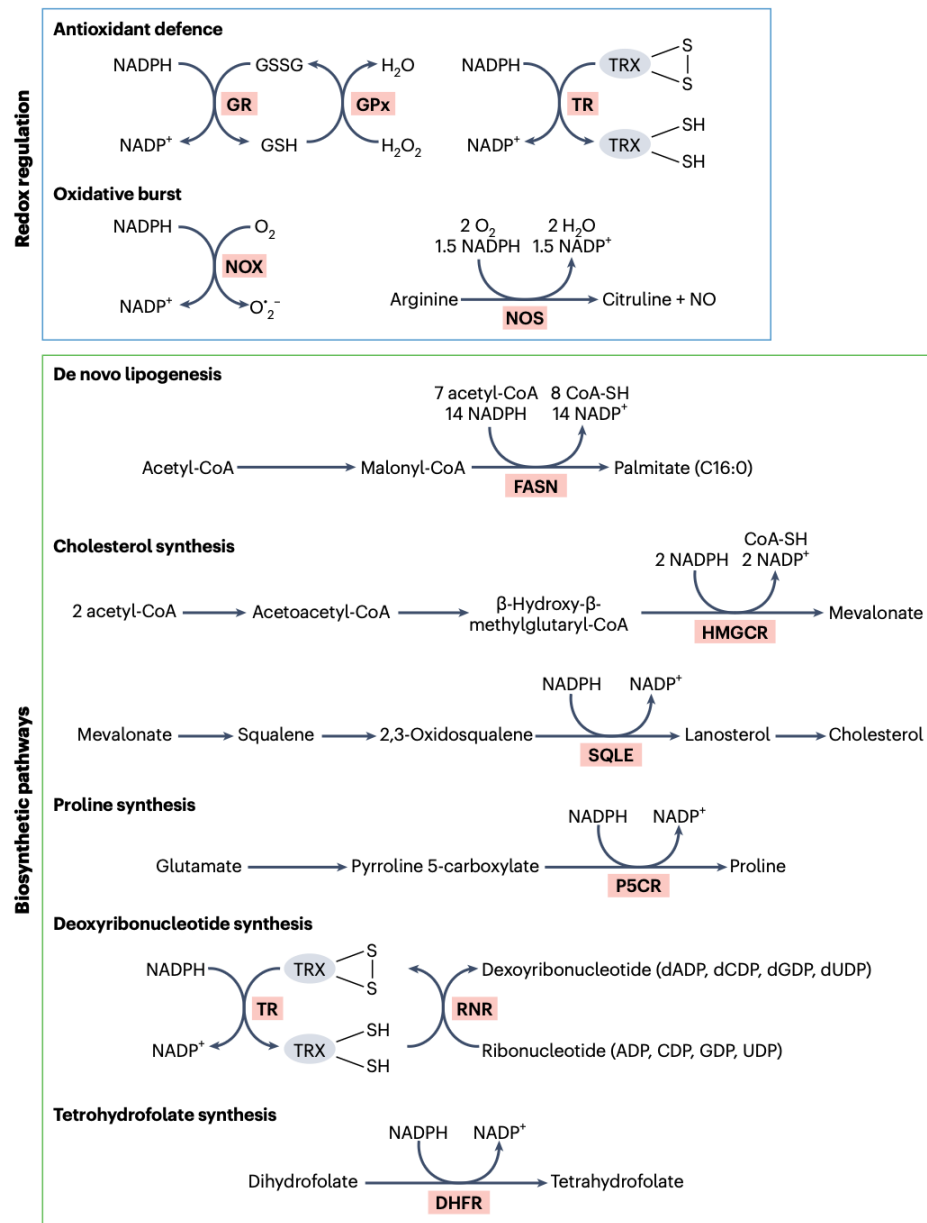 Redox regulation
Antioxidant defence
NADPH GSSG H₂O NADPH TRX S S
GR GPx TR
NADP⁺ GSH H₂O₂ NADP⁺ TRX SH SH
Oxidative burst
NADPH O₂
NOX
NADP⁺ O₂•⁻
2 O₂ 2 H₂O
1.5 NADPH 1.5 NADP⁺
Arginine Citruline + NO
NOS
Biosynthetic pathways
De novo lipogenesis
7 acetyl-CoA 8 CoA-SH
14 NADPH 14 NADP⁺
Acetyl-CoA Malonyl-CoA Palmitate (C16:0)
FASN
Cholesterol synthesis
CoA-SH
2 NADPH 2 NADP⁺
2 acetyl-CoA Acetoacetyl-CoA β-Hydroxy-β-
methylglutaryl-CoA Mevalonate
HMGCR
NADPH NADP⁺
Mevalonate Squalene 2,3-Oxidosqualene Lanosterol Cholesterol
SQLE
Proline synthesis
NADPH NADP⁺
Glutamate Pyrroline 5-carboxylate Proline
P5CR
Deoxyribonucleotide synthesis
NADPH TRX S S Dexoyribonucleotide (dADP, dCDP, dGDP, dUDP)
TR RNR
NADP⁺ TRX SH SH Ribonucleotide (ADP, CDP, GDP, UDP)
Tetrohydrofolate synthesis
NADPH NADP⁺
Dihydrofolate Tetrahydrofolate
DHFR